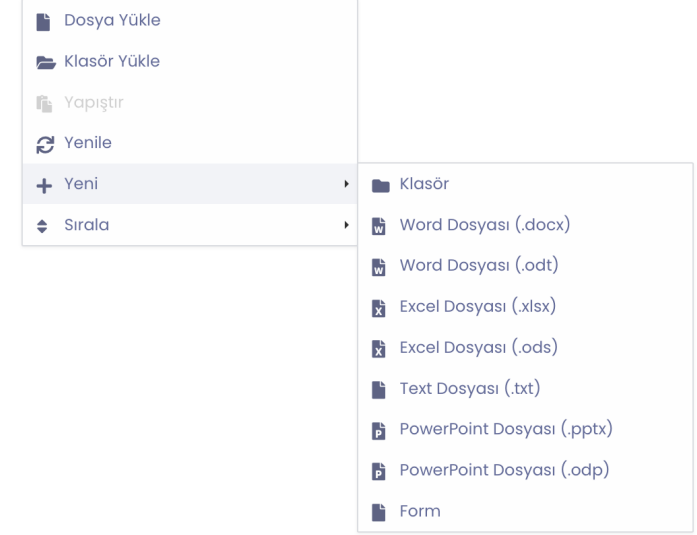 Dosya Yükle
Klasör Yükle
Yapıştır
Yenile
Yeni
Sırala
Klasör
Word Dosyası (.docx)
Word Dosyası (.odt)
Excel Dosyası (.xlsx)
Excel Dosyası (.ods)
Text Dosyası (.txt)
PowerPoint Dosyası (.pptx)
PowerPoint Dosyası (.odp)
Form